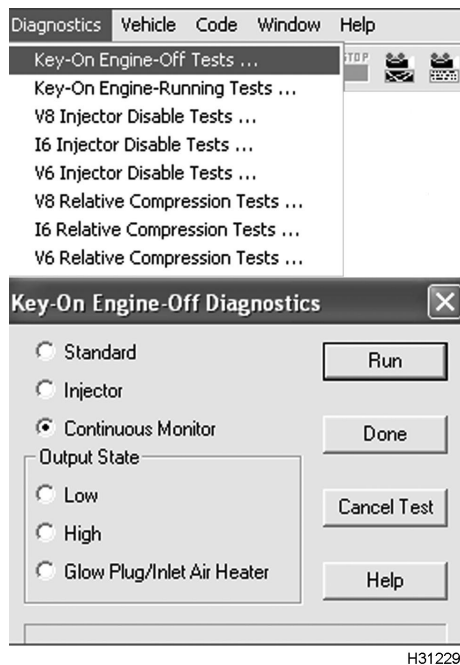 Diagnostics Vehicle Code Window Help
Key-On Engine-Off Tests ...
STOP
Key-On Engine-Running Tests ...
V8 Injector Disable Tests ...
I6 Injector Disable Tests ...
V6 Injector Disable Tests ...
V8 Relative Compression Tests ...
I6 Relative Compression Tests ...
V6 Relative Compression Tests ...
Key-On Engine-Off Diagnostics
Standard
Run
Injector
Continuous Monitor
Done
Output State
Low
Cancel Test
High
Glow Plug/Inlet Air Heater
Help
H31229